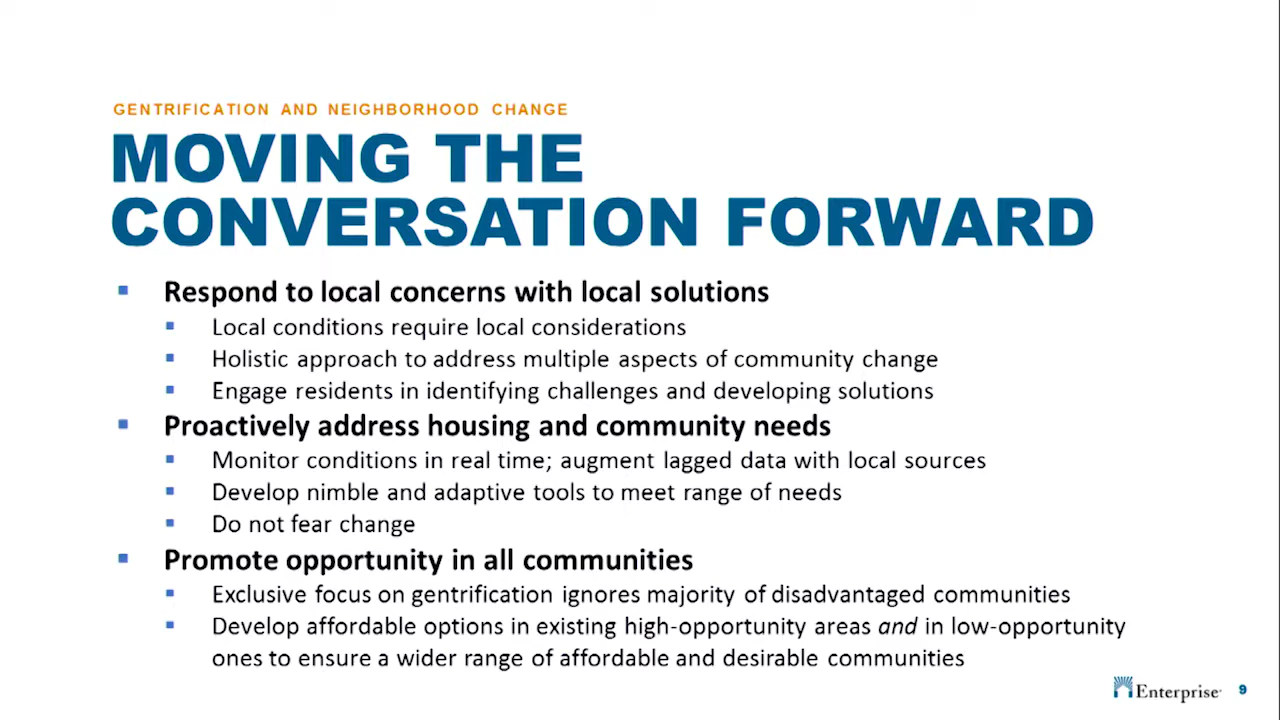 GENTRIFICATION AND NEIGHBORHOOD CHANGE
MOVING THE
CONVERSATION FORWARD
Respond to local concerns with local solutions
Local conditions require local considerations
Holistic approach to address multiple aspects of community change
Engage residents in identifying challenges and developing solutions
Proactively address housing and community needs
Monitor conditions in real time; augment lagged data with local sources
Develop nimble and adaptive tools to meet range of needs
Do not fear change
Promote opportunity in all communities
Exclusive focus on gentrification ignores majority of disadvantaged communities
Develop affordable options in existing high-opportunity areas and in low-opportunity
ones to ensure a wider range of affordable and desirable communities
Enterprise 9